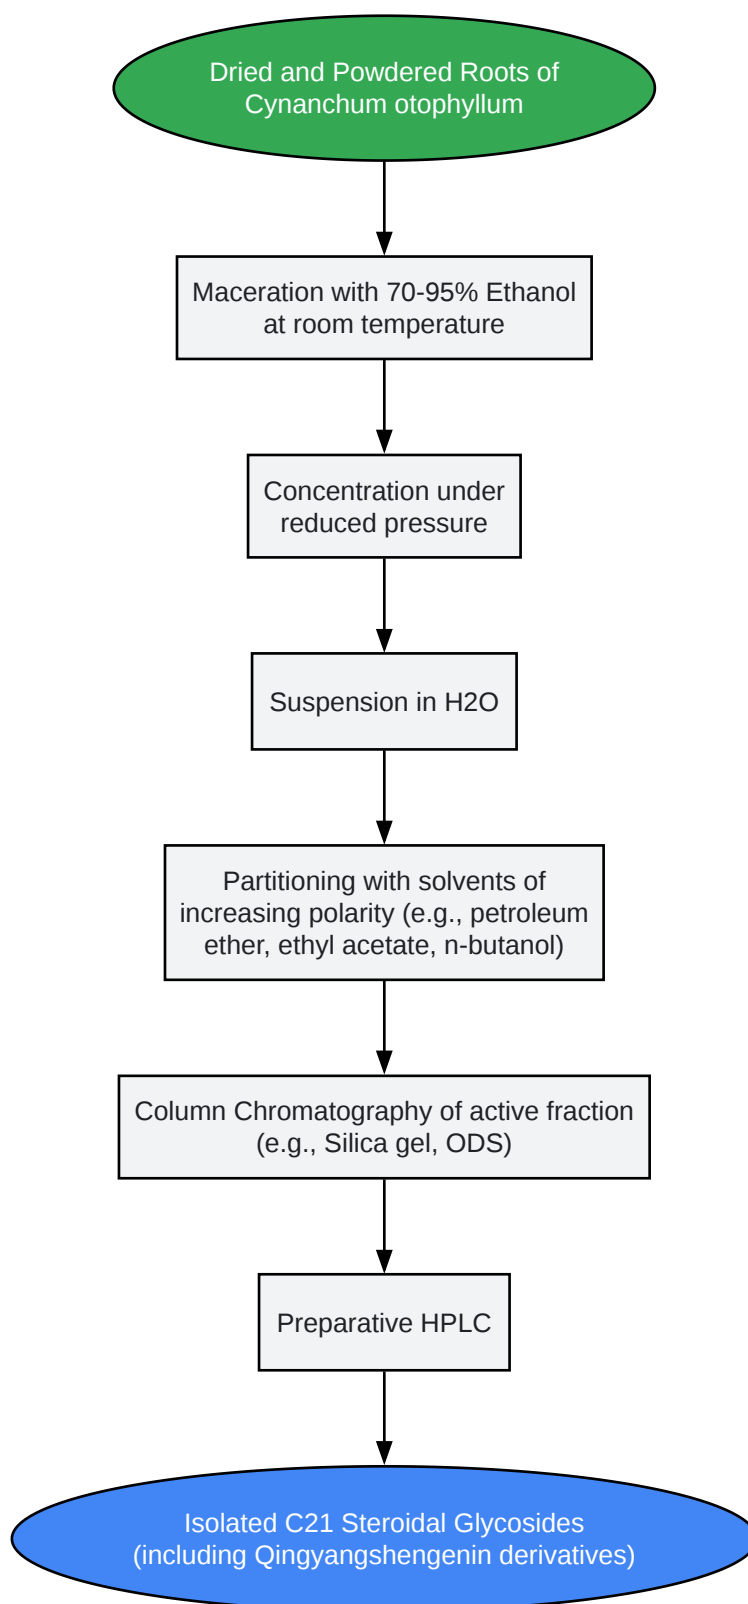 Dried and Powdered Roots of
Cynanchum otophyllum
Maceration with 70-95% Ethanol
at room temperature
Concentration under
reduced pressure
Suspension in H2O
Partitioning with solvents of
increasing polarity (e.g., petroleum
ether, ethyl acetate, n-butanol)
Column Chromatography of active fraction
(e.g., Silica gel, ODS)
Preparative HPLC
Isolated C21 Steroidal Glycosides
(including Qingyangshengenin derivatives)